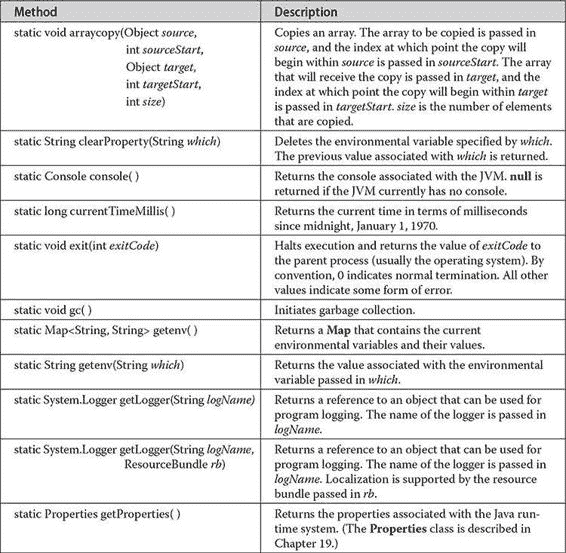 Method Description
static void arraycopy(Object source,
int sourceStart,
Object target,
int targetStart,
int size)
Copies an array. The array to be copied is passed in
source, and the index at which point the copy will
begin within source is passed in sourceStart. The array
that will receive the copy is passed in target, and the
index at which point the copy will begin within target
is passed in targetStart. size is the number of elements
that are copied.
static String clearProperty(String which)
Deletes the environmental variable specified by which.
The previous value associated with which is returned.
static Console console( )
Returns the console associated with the JVM. null is
returned if the JVM currently has no console.
static long currentTimeMillis( )
Returns the current time in terms of milliseconds
since midnight, January 1, 1970.
static void exit(int exitCode)
Halts execution and returns the value of exitCode to
the parent process (usually the operating system). By
convention, 0 indicates normal termination. All other
values indicate some form of error.
static void gc( )
Initiates garbage collection.
static Map<String, String> getenv( )
Returns a Map that contains the current
environmental variables and their values.
static String getenv(String which)
Returns the value associated with the environmental
variable passed in which.
static System.Logger getLogger(String logName)
Returns a reference to an object that can be used for
program logging. The name of the logger is passed in
logName.
static System.Logger getLogger(String logName,
ResourceBundle rb)
Returns a reference to an object that can be used for
program logging. The name of the logger is passed in
logName. Localization is supported by the resource
bundle passed in rb.
static Properties getProperties( )
Returns the properties associated with the Java run-
time system. (The Properties class is described in
Chapter 19.)